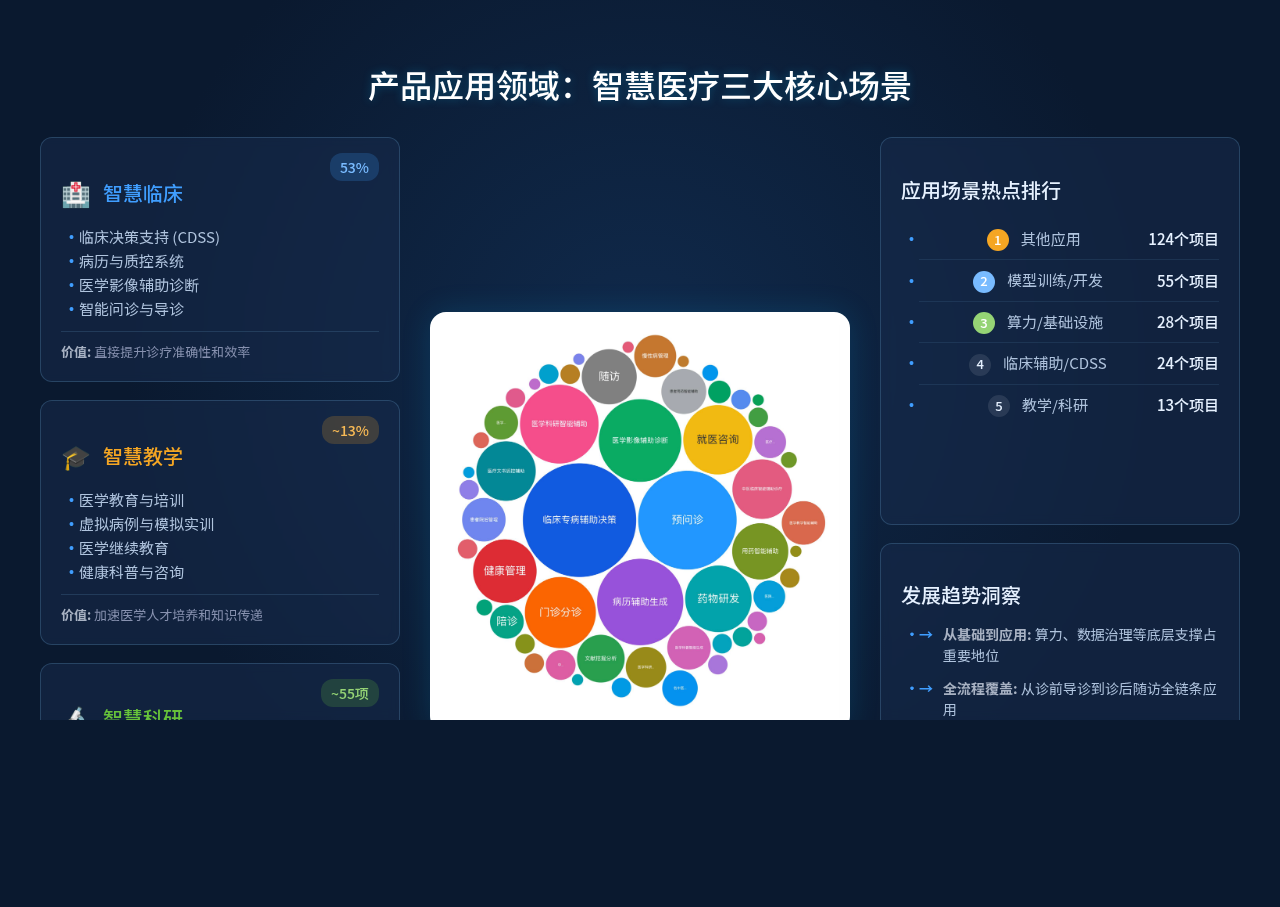 产品应用领域：智慧医疗三大核心场景
53%
🏥 智慧临床
• 临床决策支持 (CDSS)
• 病历与质控系统
• 医学影像辅助诊断
• 智能问诊与导诊
价值: 直接提升诊疗准确性和效率
~13%
🎓 智慧教学
• 医学教育与培训
• 虚拟病例与模拟实训
• 医学继续教育
• 健康科普与咨询
价值: 加速医学人才培养和知识传递
~55项
智慧科研
随访
医学科研智能辅助
医学影像辅助诊断
就医咨询
临床专病辅助决策
预问诊
健康管理
用药智能辅助
门诊分诊
病历辅助生成
药物研发
陪诊
文献挖掘分析
应用场景热点排行
• 1 其他应用 124个项目
• 2 模型训练/开发 55个项目
• 3 算力/基础设施 28个项目
• 4 临床辅助/CDSS 24个项目
• 5 教学/科研 13个项目
发展趋势洞察
• → 从基础到应用: 算力、数据治理等底层支撑占
重要地位
• → 全流程覆盖: 从诊前导诊到诊后随访全链条应
用